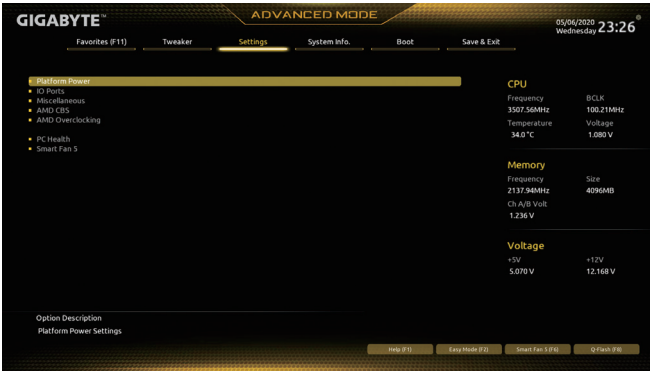 GIGABYTE™
ADVANCED MODE
05/06/2020
Wednesday 23:26
Favorites (F11) Tweaker Settings System Info. Boot Save & Exit
Platform Power
IO Ports
Miscellaneous
AMD CBS
AMD Overclocking
PC Health
Smart Fan 5
CPU
Frequency BCLK
3507.56MHz 100.21MHz
Temperature Voltage
34.0 °C 1.080 V
Memory
Frequency Size
2137.94MHz 4096MB
Ch A/B Volt
1.236 V
Voltage
+5V +12V
5.070 V 12.168 V
Option Description
Platform Power Settings
Help (F1) Easy Mode (F2) Smart Fan 5 (F6) Q-Flash (F8)